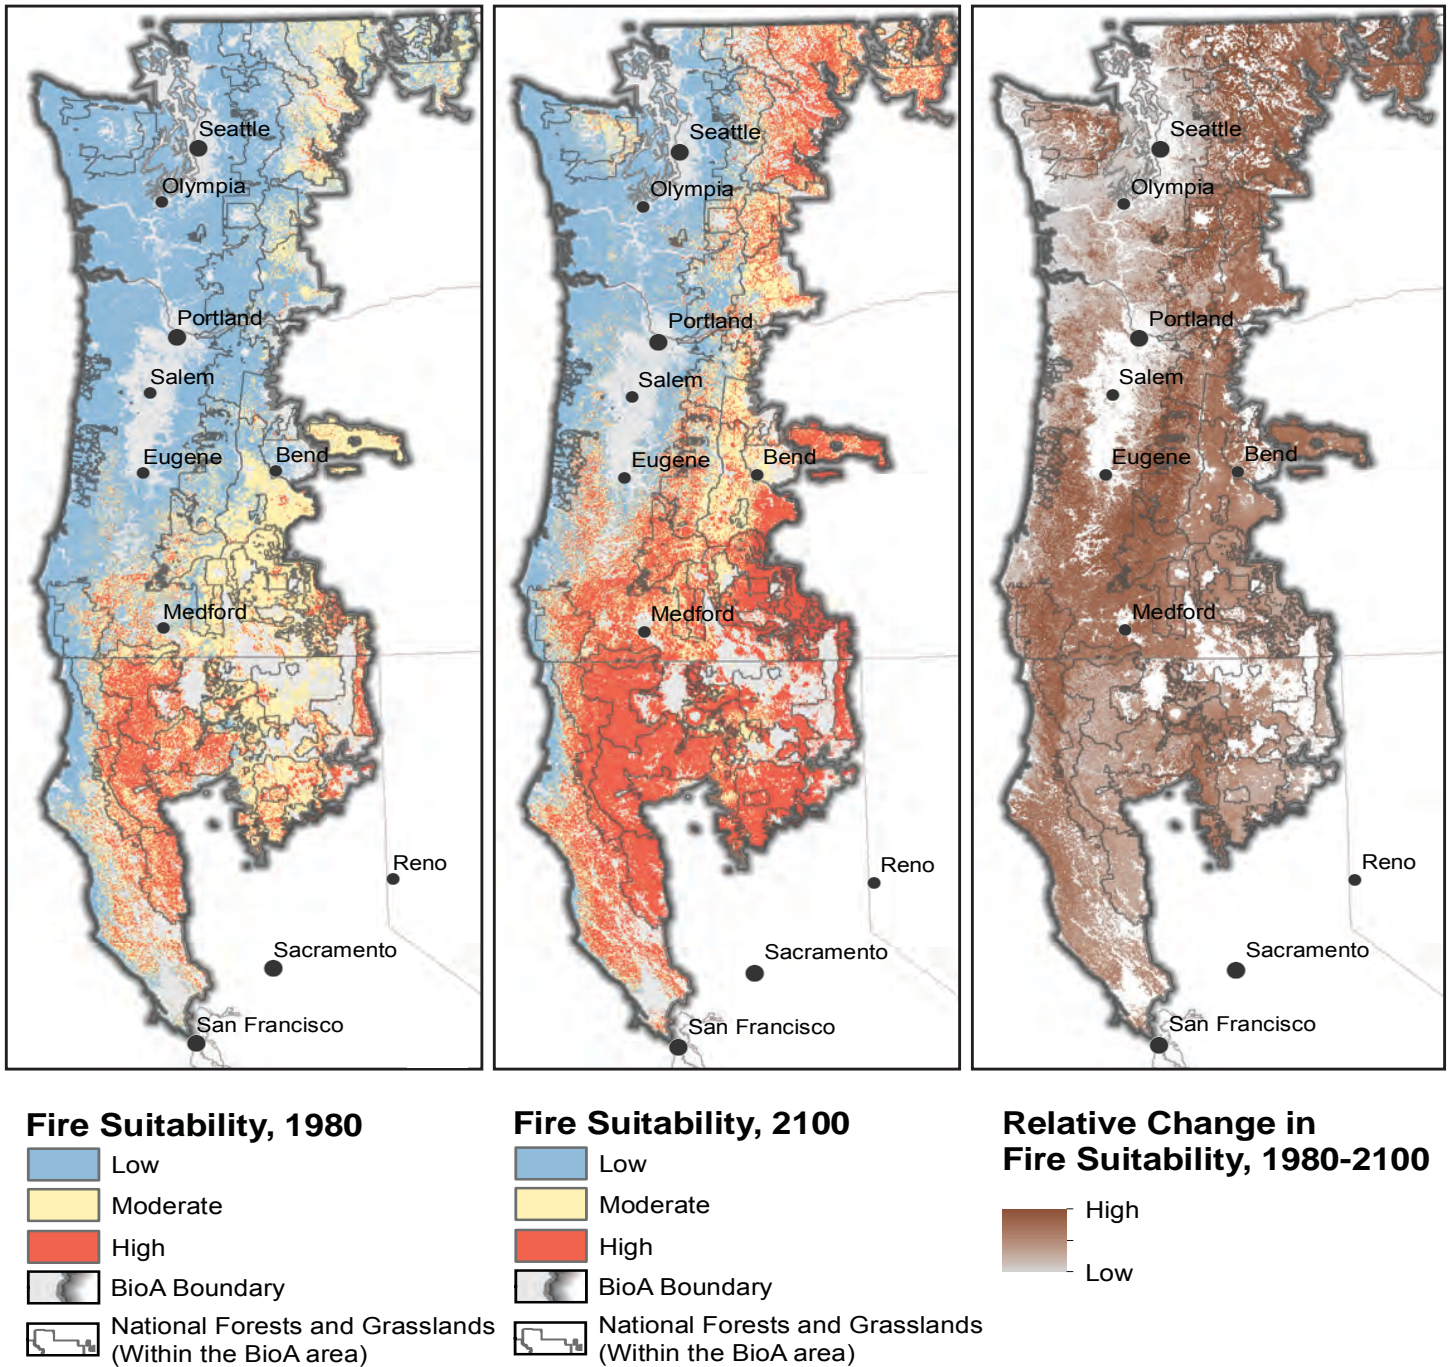 Seattle
Olympia
Portland
Salem
Eugene
Bend
Medford
Reno
Sacramento
San Francisco
Seattle
Olympia
Portland
Salem
Eugene
Bend
Medford
Reno
Sacramento
San Francisco
Seattle
Olympia
Portland
Salem
Eugene
Bend
Medford
Reno
Sacramento
San Francisco
Fire Suitability, 1980
Low
Moderate
High
BioA Boundary
National Forests and Grasslands
(Within the BioA area)
Fire Suitability, 2100
Low
Moderate
High
BioA Boundary
National Forests and Grasslands
(Within the BioA area)
Relative Change in
Fire Suitability, 1980-2100
High
Low